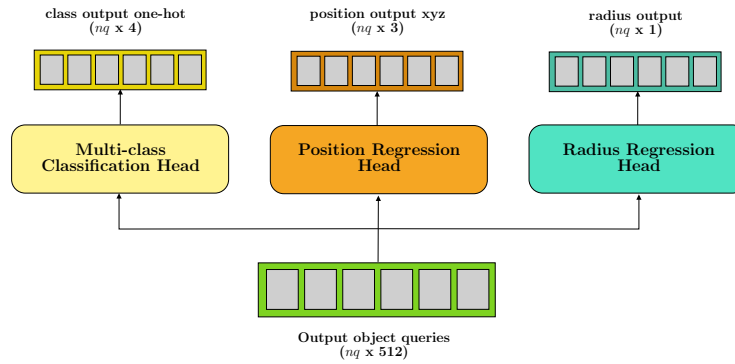 class output one-hot
(nq x 4)
position output xyz
(nq x 3)
radius output
(nq x 1)
Multi-class
Classification Head
Position Regression
Head
Radius Regression
Head
Output object queries
(nq x 512)